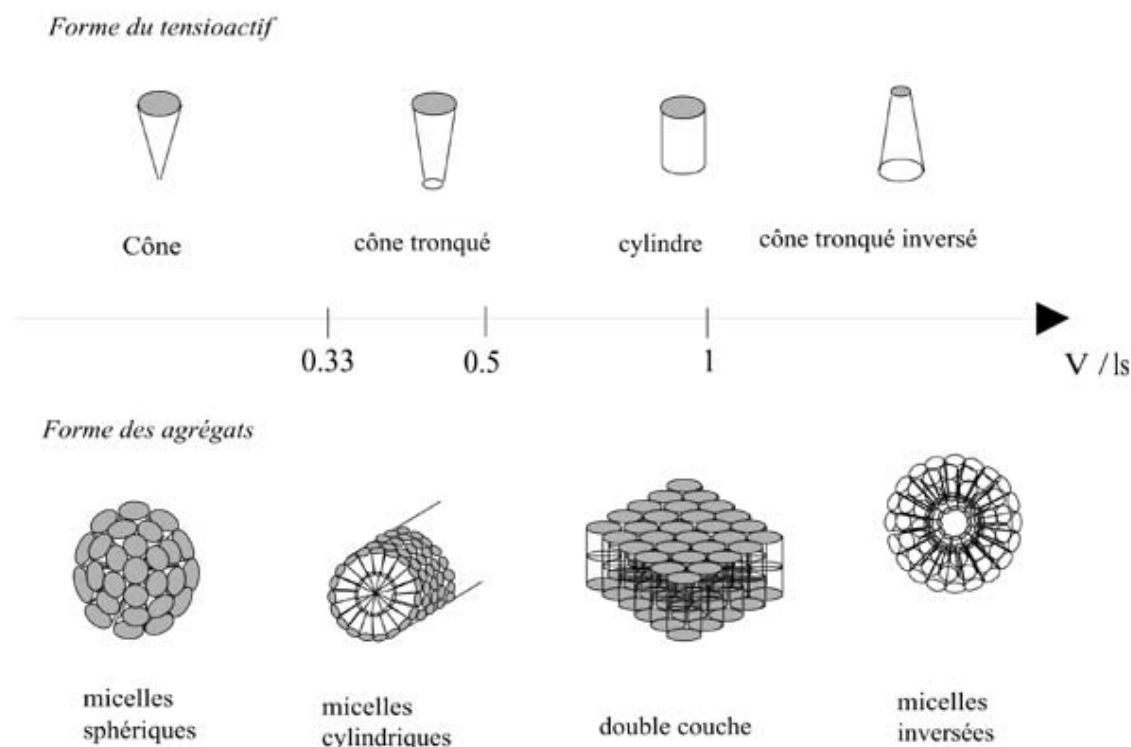 Forme du tensioactif
Cône
cône tronqué
cylindre
cône tronqué inversé
0.33
0.5
1
V / ls
Forme des agrégats
micelles
sphériques
micelles
cylindriques
double couche
micelles
inversées